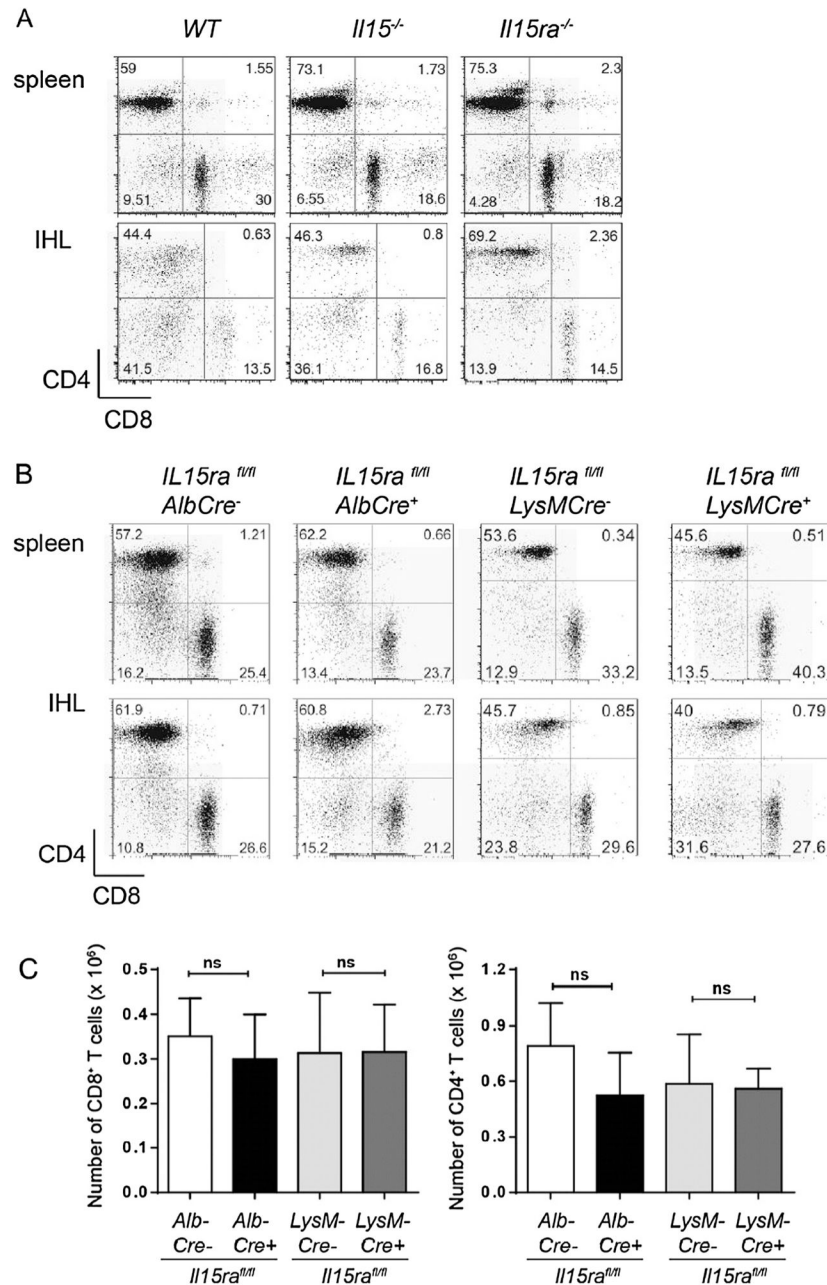 A
WT Il15-/- Il15ra-/-
spleen
59 1.55 73.1 1.73 75.3 2.3
9.51 30 6.55 18.6 4.28 18.2
IHL
44.4 0.63 46.3 0.8 69.2 2.36
41.5 13.5 36.1 16.8 13.9 14.5
CD4
CD8
B
IL15ra fl/fl IL15ra fl/fl IL15ra fl/fl IL15ra fl/fl
AlbCre- AlbCre+ LysMCre- LysMCre+
spleen
57.2 1.21 62.2 0.66 53.6 0.34 45.6 0.51
16.2 25.4 13.4 23.7 12.9 33.2 13.5 40.3
IHL
61.9 0.71 60.8 2.73 45.7 0.85 40 0.79
10.8 26.6 15.2 21.2 23.8 29.6 31.6 27.6
CD4
CD8
C
Number of CD8+ T cells (x 10⁶)
0.5
0.4
0.3
0.2
0.1
0.0
ns ns
Alb-Cre- Alb-Cre+ LysM-Cre- LysM-Cre+
Il15rafl/fl Il15rafl/fl
Number of CD4+ T cells (x 10⁶)
1.2
0.9
0.6
0.3
0.0
ns ns
Alb-Cre- Alb-Cre+ LysM-Cre- LysM-Cre+
Il15rafl/fl Il15rafl/fl